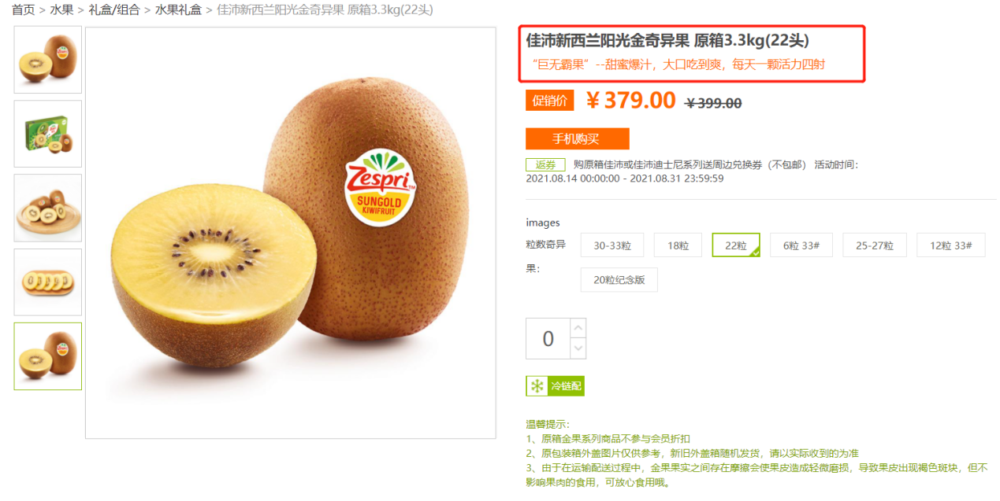 首页 > 水果 > 礼盒/组合 > 水果礼盒 > 佳沛新西兰阳光金奇异果 原箱3.3kg(22头)
佳沛新西兰阳光金奇异果 原箱3.3kg(22头)
“巨无霸果”--甜蜜爆汁，大口吃到爽，每天一颗活力四射
促销价 ￥379.00 ￥399.00
手机购买
返券 购原箱佳沛或佳沛迪士尼系列送周边兑换券（不包邮） 活动时间：
2021.08.14 00:00:00 - 2021.08.31 23:59:59
Zespri™
SUNGOLD
KIWIFRUIT
images
粒数奇异
果：
30-33粒 18粒 22粒 6粒 33# 25-27粒 12粒 33#
20粒纪念版
0
冷链配
温馨提示：
1、原箱金果系列商品不参与会员折扣
2、原包装箱外盖图片仅供参考，新旧外盖箱随机发货，请以实际收到的为准
3、由于在运输配送过程中，金果果实之间存在摩擦会使果皮造成轻微磨损，导致果皮出现褐色斑块，但不
影响果肉的食用，可放心食用哦。